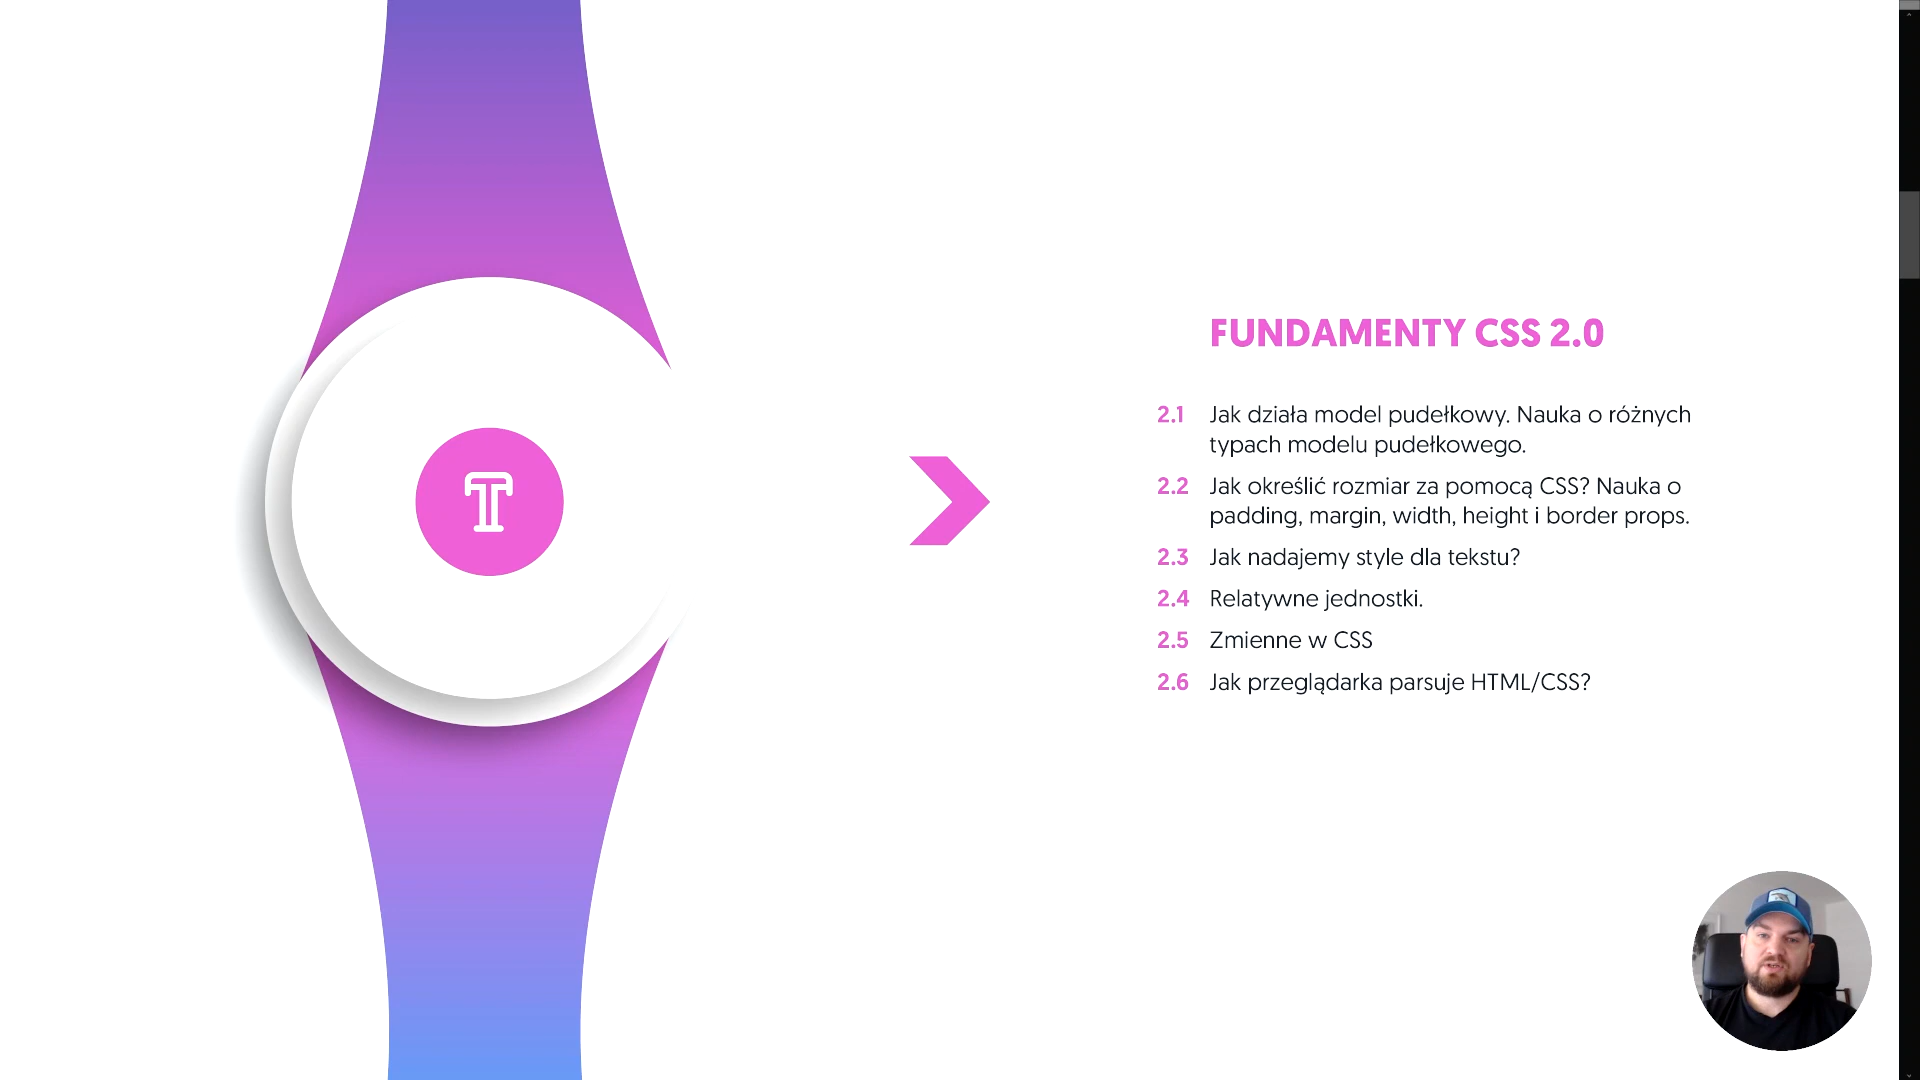 FUNDAMENTY CSS 2.0
2.1 Jak działa model pudełkowy. Nauka o różnych
typach modelu pudełkowego.
2.2 Jak określić rozmiar za pomocą CSS? Nauka o
padding, margin, width, height i border props.
2.3 Jak nadajemy style dla tekstu?
2.4 Relatywne jednostki.
2.5 Zmienne w CSS
2.6 Jak przeglądarka parsuje HTML/CSS?